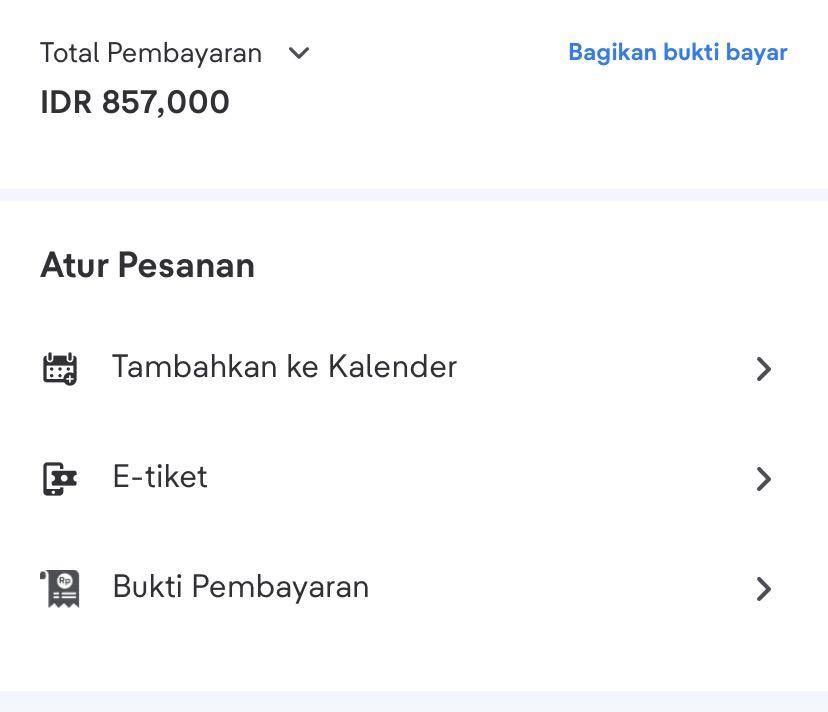 Total Pembayaran
Bagikan bukti bayar
IDR 857,000
Atur Pesanan
Tambahkan ke Kalender
E-tiket
Rp
Bukti Pembayaran